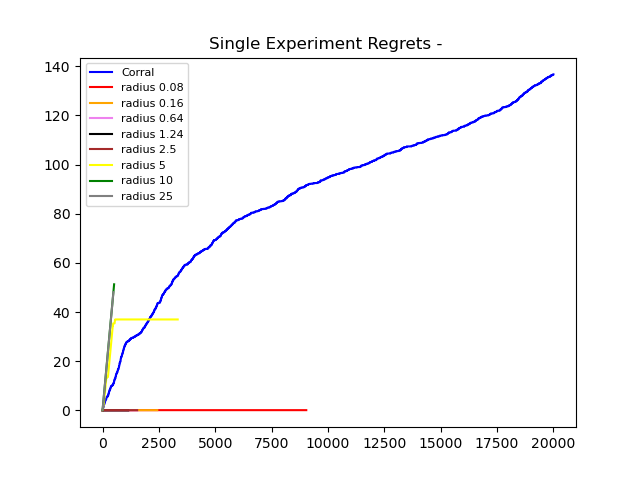 Single Experiment Regrets -
140
120
100
80
60
40
20
0
Corral
radius 0.08
radius 0.16
radius 0.64
radius 1.24
radius 2.5
radius 5
radius 10
radius 25
0 2500 5000 7500 10000 12500 15000 17500 20000